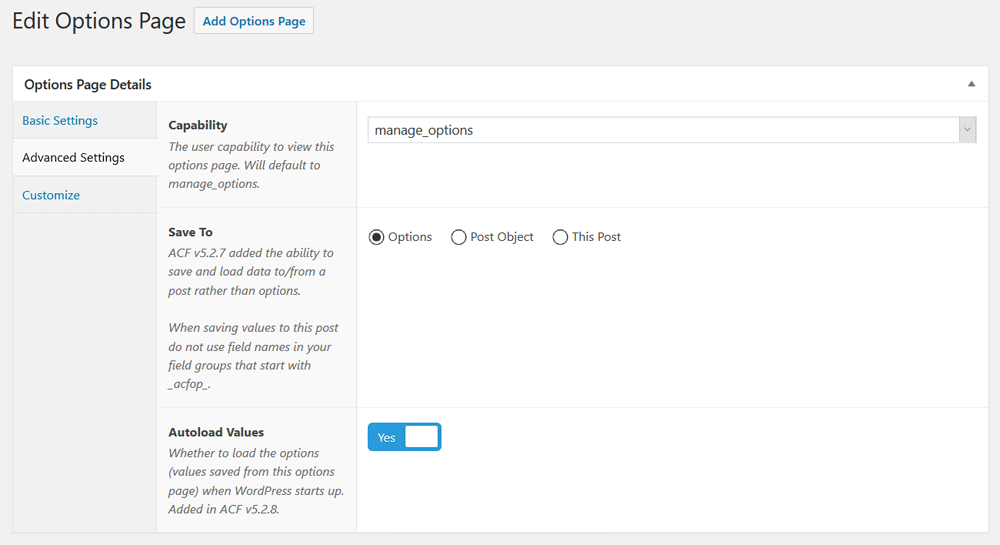 Edit Options Page
Add Options Page
Options Page Details
Basic Settings
Advanced Settings
Customize
Capability
The user capability to view this
options page. Will default to
manage_options.
manage_options
Save To
ACF v5.2.7 added the ability to
save and load data to/from a
post rather than options.
When saving values to this post
do not use field names in your
field groups that start with
_acfop_.
Options
Post Object
This Post
Autoload Values
Whether to load the options
(values saved from this options
page) when WordPress starts up.
Added in ACF v5.2.8.
Yes